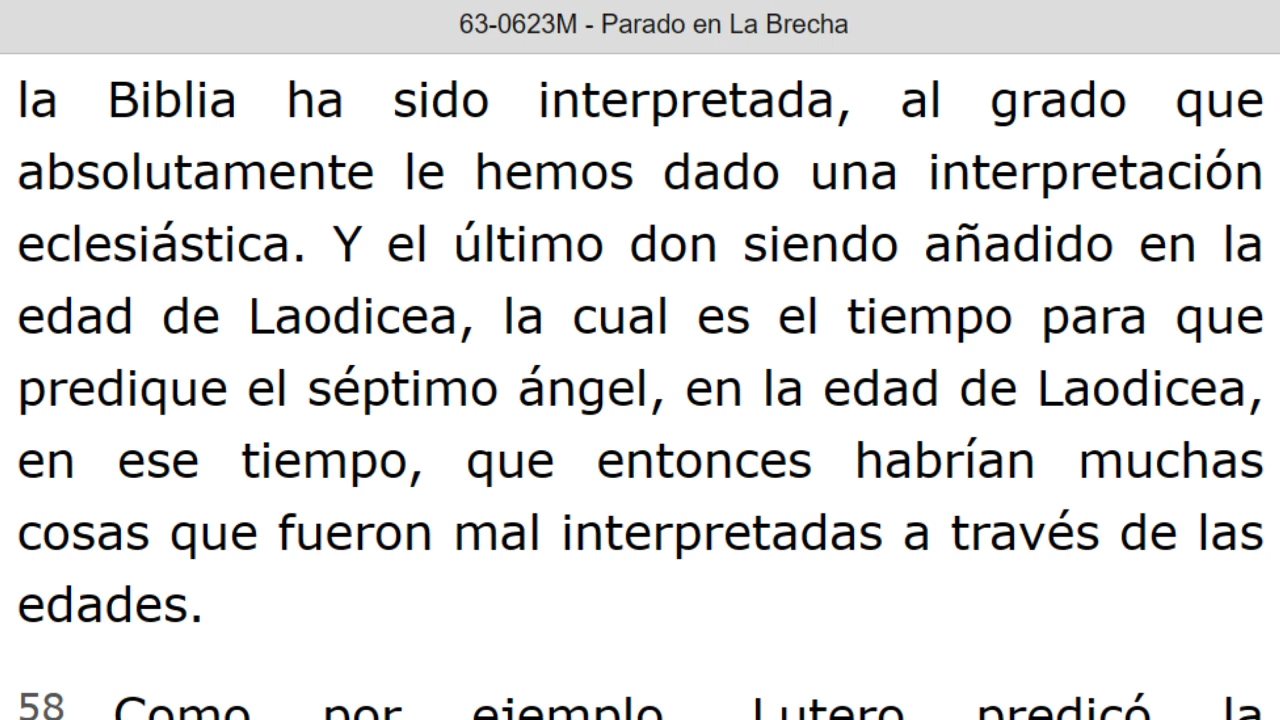 63-0623M - Parado en La Brecha
la Biblia ha sido interpretada, al grado que
absolutamente le hemos dado una interpretación
eclesiástica. Y el último don siendo añadido en la
edad de Laodicea, la cual es el tiempo para que
predique el séptimo ángel, en la edad de Laodicea,
en ese tiempo, que entonces habrían muchas
cosas que fueron mal interpretadas a través de las
edades.
58 Como por ejemplo, Lutero predicó la